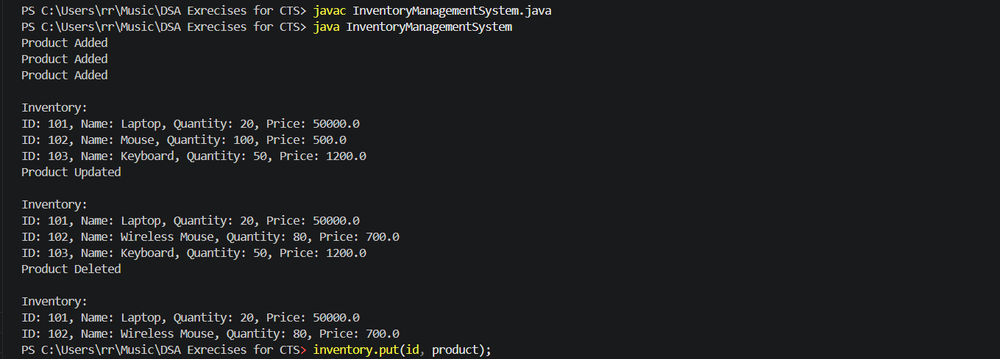 PS C:\Users\rr\Music\DSA Exrecises for CTS> javac InventoryManagementSystem.java
PS C:\Users\rr\Music\DSA Exrecises for CTS> java InventoryManagementSystem
Product Added
Product Added
Product Added
Inventory:
ID: 101, Name: Laptop, Quantity: 20, Price: 50000.0
ID: 102, Name: Mouse, Quantity: 100, Price: 500.0
ID: 103, Name: Keyboard, Quantity: 50, Price: 1200.0
Product Updated
Inventory:
ID: 101, Name: Laptop, Quantity: 20, Price: 50000.0
ID: 102, Name: Wireless Mouse, Quantity: 80, Price: 700.0
ID: 103, Name: Keyboard, Quantity: 50, Price: 1200.0
Product Deleted
Inventory:
ID: 101, Name: Laptop, Quantity: 20, Price: 50000.0
ID: 102, Name: Wireless Mouse, Quantity: 80, Price: 700.0
PS C:\Users\rr\Music\DSA Exrecises for CTS> inventory.put(id, product);